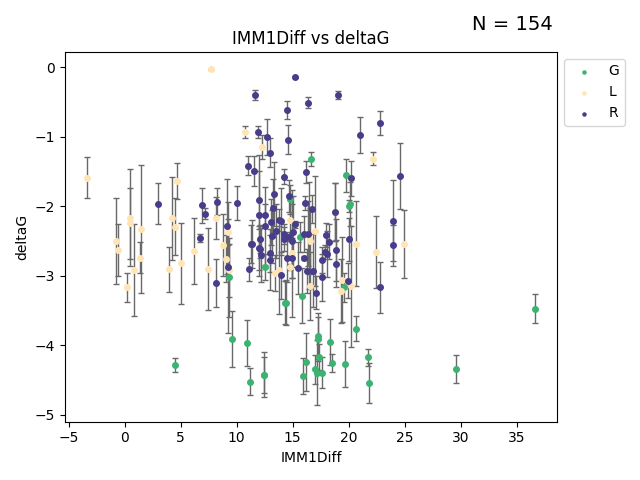 N = 154
IMM1Diff vs deltaG
G
L
R
0
−1
−2
−3
−4
−5
deltaG
−5 0 5 10 15 20 25 30 35
IMM1Diff